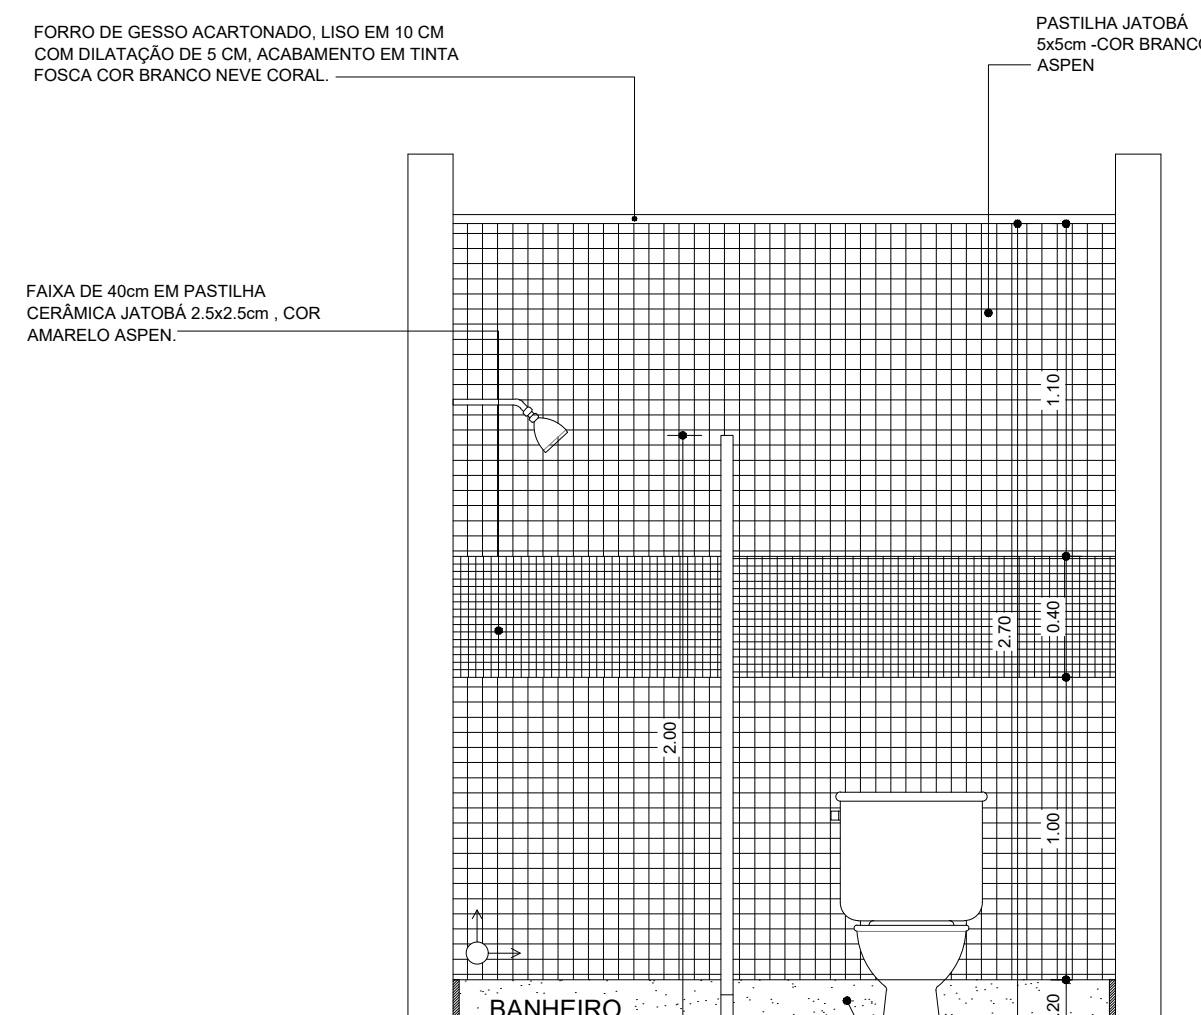 FORRO DE GESSO ACARTONADO, LISO EM 10 CM
COM DILATAÇÃO DE 5 CM, ACABAMENTO EM TINTA
FOSCA COR BRANCO NEVE CORAL.
PASTILHA JATOBÁ
5x5cm -COR BRANCO
ASPEN
FAIXA DE 40cm EM PASTILHA
CERÂMICA JATOBÁ 2.5x2.5cm , COR
AMARELO ASPEN.
1.10
0.40
2.70
2.00
1.00
.20
BANHEIRO